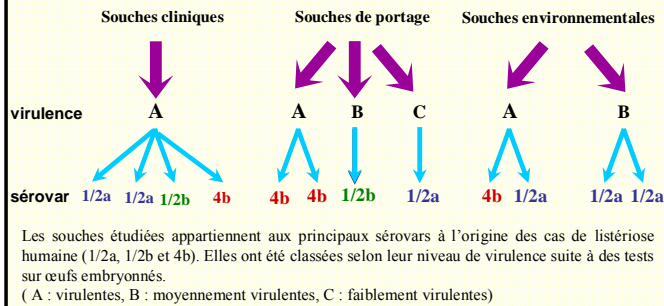 Souches cliniques Souches de portage Souches environnementales
virulence A A B C A B
sérovar 1/2a 1/2a 1/2b 4b 4b 4b 1/2b 1/2a 4b 1/2a 1/2a 1/2a
Les souches étudiées appartiennent aux principaux sérovars à l'origine des cas de listériose
humaine (1/2a, 1/2b et 4b). Elles ont été classées selon leur niveau de virulence suite à des tests
sur œufs embryonnés.
( A : virulentes, B : moyennement virulentes, C : faiblement virulentes)